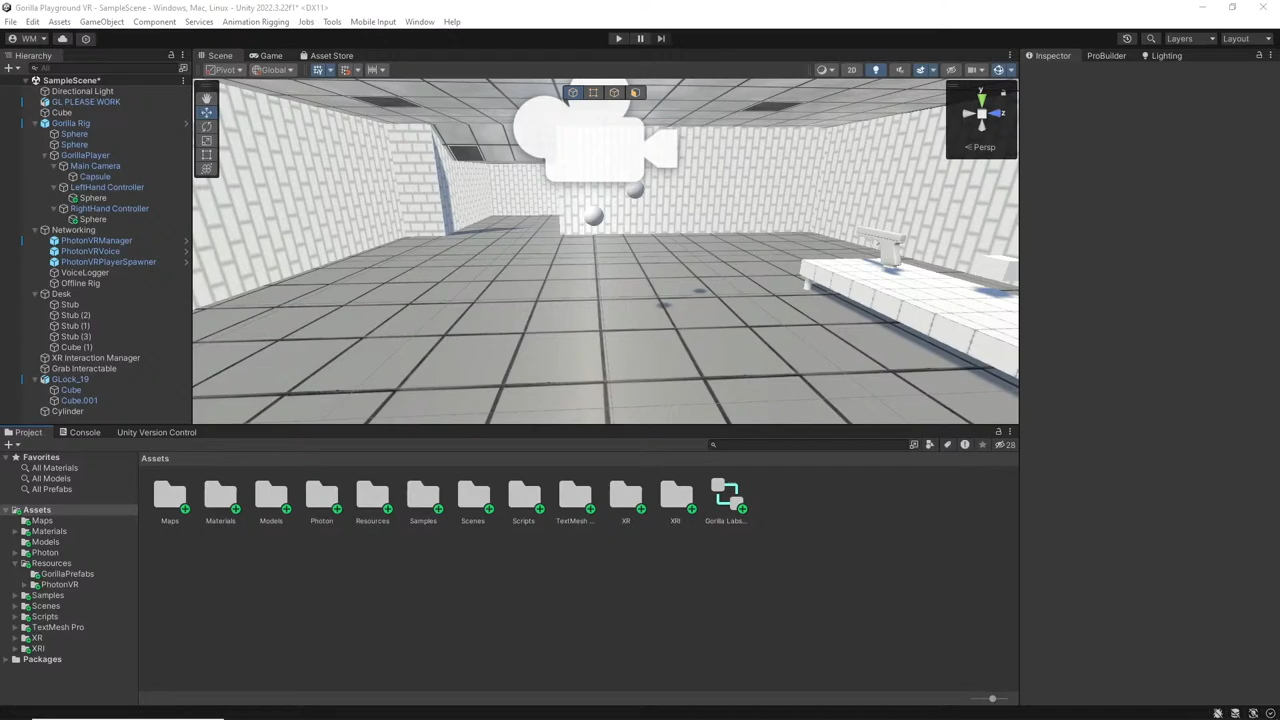 Gorilla Playground VR - SampleScene - Windows, Mac, Linux - Unity 2022.3.22f1* <DX11>
File Edit Assets GameObject Component Services Animation Rigging Jobs Tools Mobile Input Window Help
WM
Layers Layout
Hierarchy
Scene Game Asset Store
Inspector ProBuilder Lighting
All
Pivot Global
2D
SampleScene*
Directional Light
GL PLEASE WORK
Cube
Gorilla Rig
Sphere
Sphere
GorillaPlayer
Main Camera
Capsule
LeftHand Controller
Sphere
RightHand Controller
Sphere
Networking
PhotonVRManager
PhotonVRVoice
PhotonVRPlayerSpawner
VoiceLogger
Offline Rig
Desk
Stub
Stub (2)
Stub (1)
Stub (3)
Cube (1)
XR Interaction Manager
Grab Interactable
GLock_19
Cube
Cube.001
Cylinder
y
z
Persp
Project Console Unity Version Control
28
Favorites
All Materials
All Models
All Prefabs
Assets
Maps
Materials
Models
Photon
Resources
GorillaPrefabs
PhotonVR
Samples
Scenes
Scripts
TextMesh Pro
XR
XRI
Packages
Assets
Maps Materials Models Photon Resources Samples Scenes Scripts TextMesh ... XR XRI Gorilla Labs...